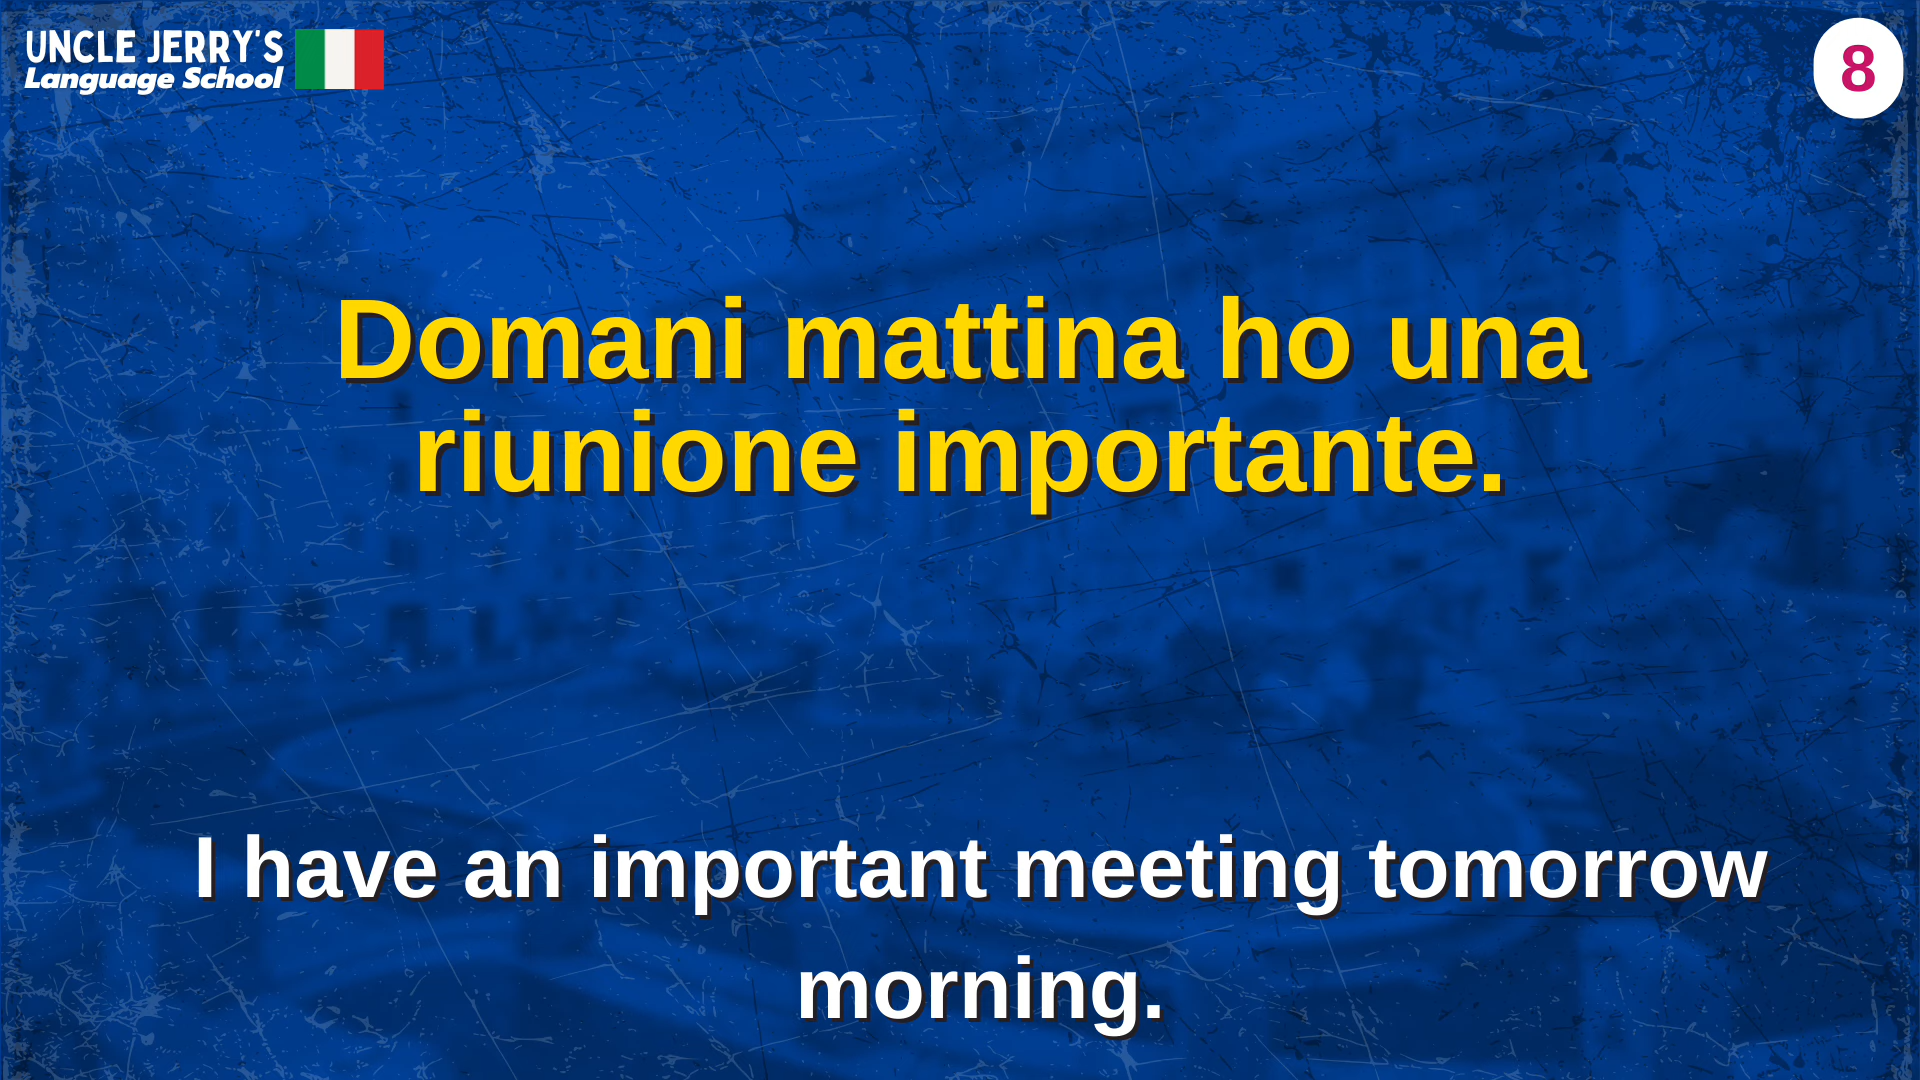 UNCLE JERRY'S
Language School
8
Domani mattina ho una
riunione importante.
I have an important meeting tomorrow
morning.